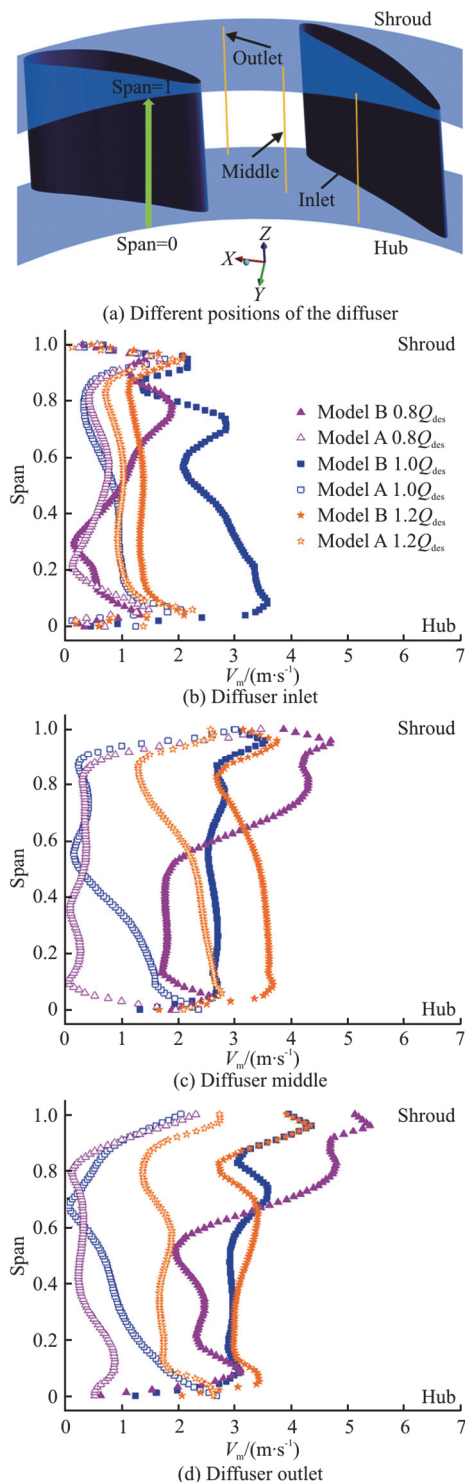 Shroud
Outlet
Span=1
Middle
Inlet
Span=0
Z
X
Y
Hub
(a) Different positions of the diffuser
1.0
Shroud
0.8
Model B 0.8Qdes
Model A 0.8Qdes
0.6
Model B 1.0Qdes
Span
Model A 1.0Qdes
0.4
Model B 1.2Qdes
Model A 1.2Qdes
0.2
0
Hub
0 1 2 3 4 5 6 7
Vm/(m·s-1)
(b) Diffuser inlet
1.0
Shroud
0.8
0.6
Span
0.4
0.2
0
Hub
0 1 2 3 4 5 6 7
Vm/(m·s-1)
(c) Diffuser middle
1.0
Shroud
0.8
0.6
Span
0.4
0.2
0
Hub
0 1 2 3 4 5 6 7
Vm/(m·s-1)
(d) Diffuser outlet